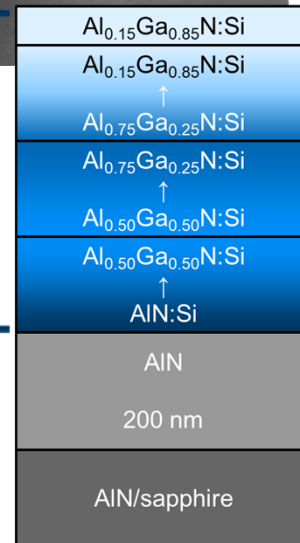 Al₀.₁₅Ga₀.₈₅N:Si
Al₀.₁₅Ga₀.₈₅N:Si
↑
Al₀.₇₅Ga₀.₂₅N:Si
Al₀.₇₅Ga₀.₂₅N:Si
↑
Al₀.₅₀Ga₀.₅₀N:Si
Al₀.₅₀Ga₀.₅₀N:Si
↑
AlN:Si
AlN
200 nm
AlN/sapphire